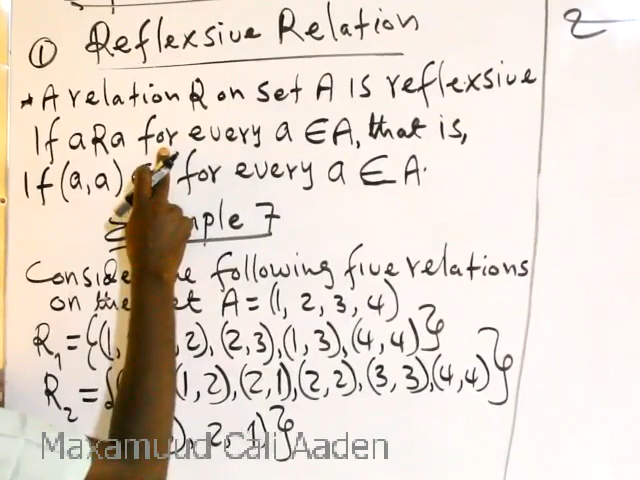 ① Reflexsive Relation
2
* A relation R on set A is reflexsive
If aRa for every a ∈ A, that is,
If (a,a) for every a ∈ A.
7
Consider following five relations
on A = (1, 2, 3, 4)
R1 = {(1, 2), (2,3), (1,3), (4,4)}
R2 = {(1,2), (2,1), (2,2), (3,3), (4,4)}
), 2, 1)}
Maxamuud Cali Aaden